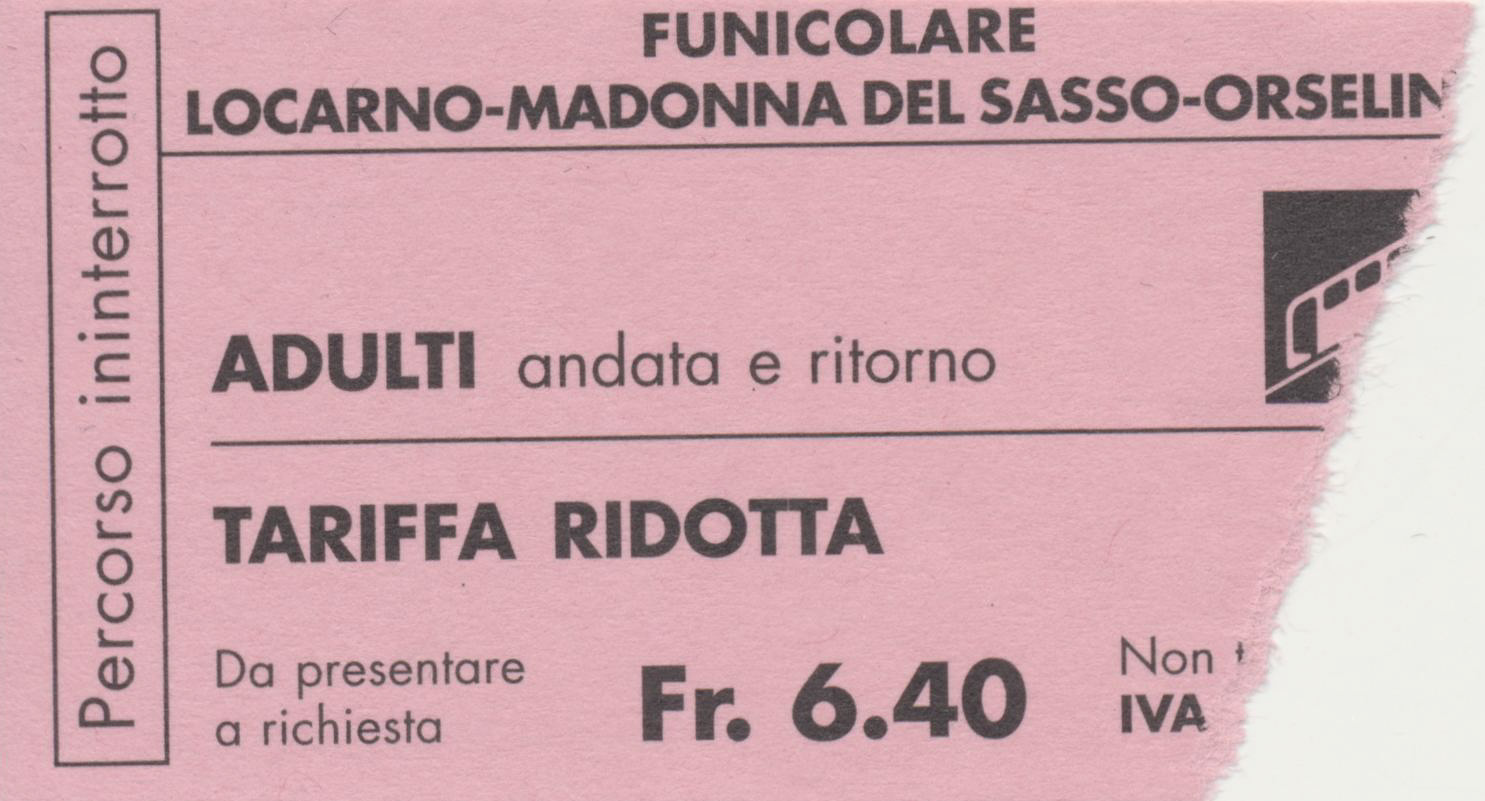 Percorso ininterrotto
FUNICOLARE
LOCARNO-MADONNA DEL SASSO-ORSELIN
ADULTI andata e ritorno
TARIFFA RIDOTTA
Da presentare
a richiesta
Fr. 6.40
Non
IVA